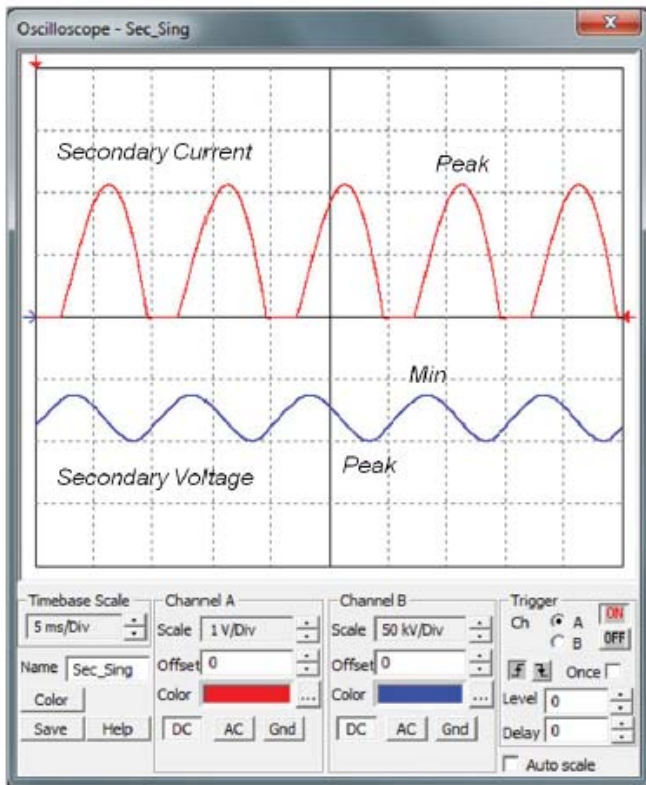 Oscilloscope - Sec_Sing
x
Secondary Current
Peak
Min
Peak
Secondary Voltage
Timebase Scale
5 ms/Div
Name Sec_Sing
Color
Save Help
Channel A
Scale 1 V/Div
Offset 0
Color ...
DC AC Gnd
Channel B
Scale 50 kV/Div
Offset 0
Color ...
DC AC Gnd
Trigger
Ch A ON
B OFF
Once
Level 0
Delay 0
Auto scale